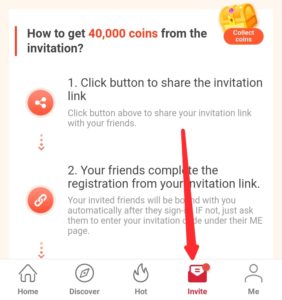 How to get 40,000 coins from the
invitation?
Collect
coins
1. Click button to share the invitation
link
Click button above to share your invitation link
with your friends.
2. Your friends complete the
registration from your invitation link.
Your invited friends will be bound with you
automatically after they sign-in. IF not, just ask
them to enter your invitation code under their ME
page.
Home
Discover
Hot
Invite
Me